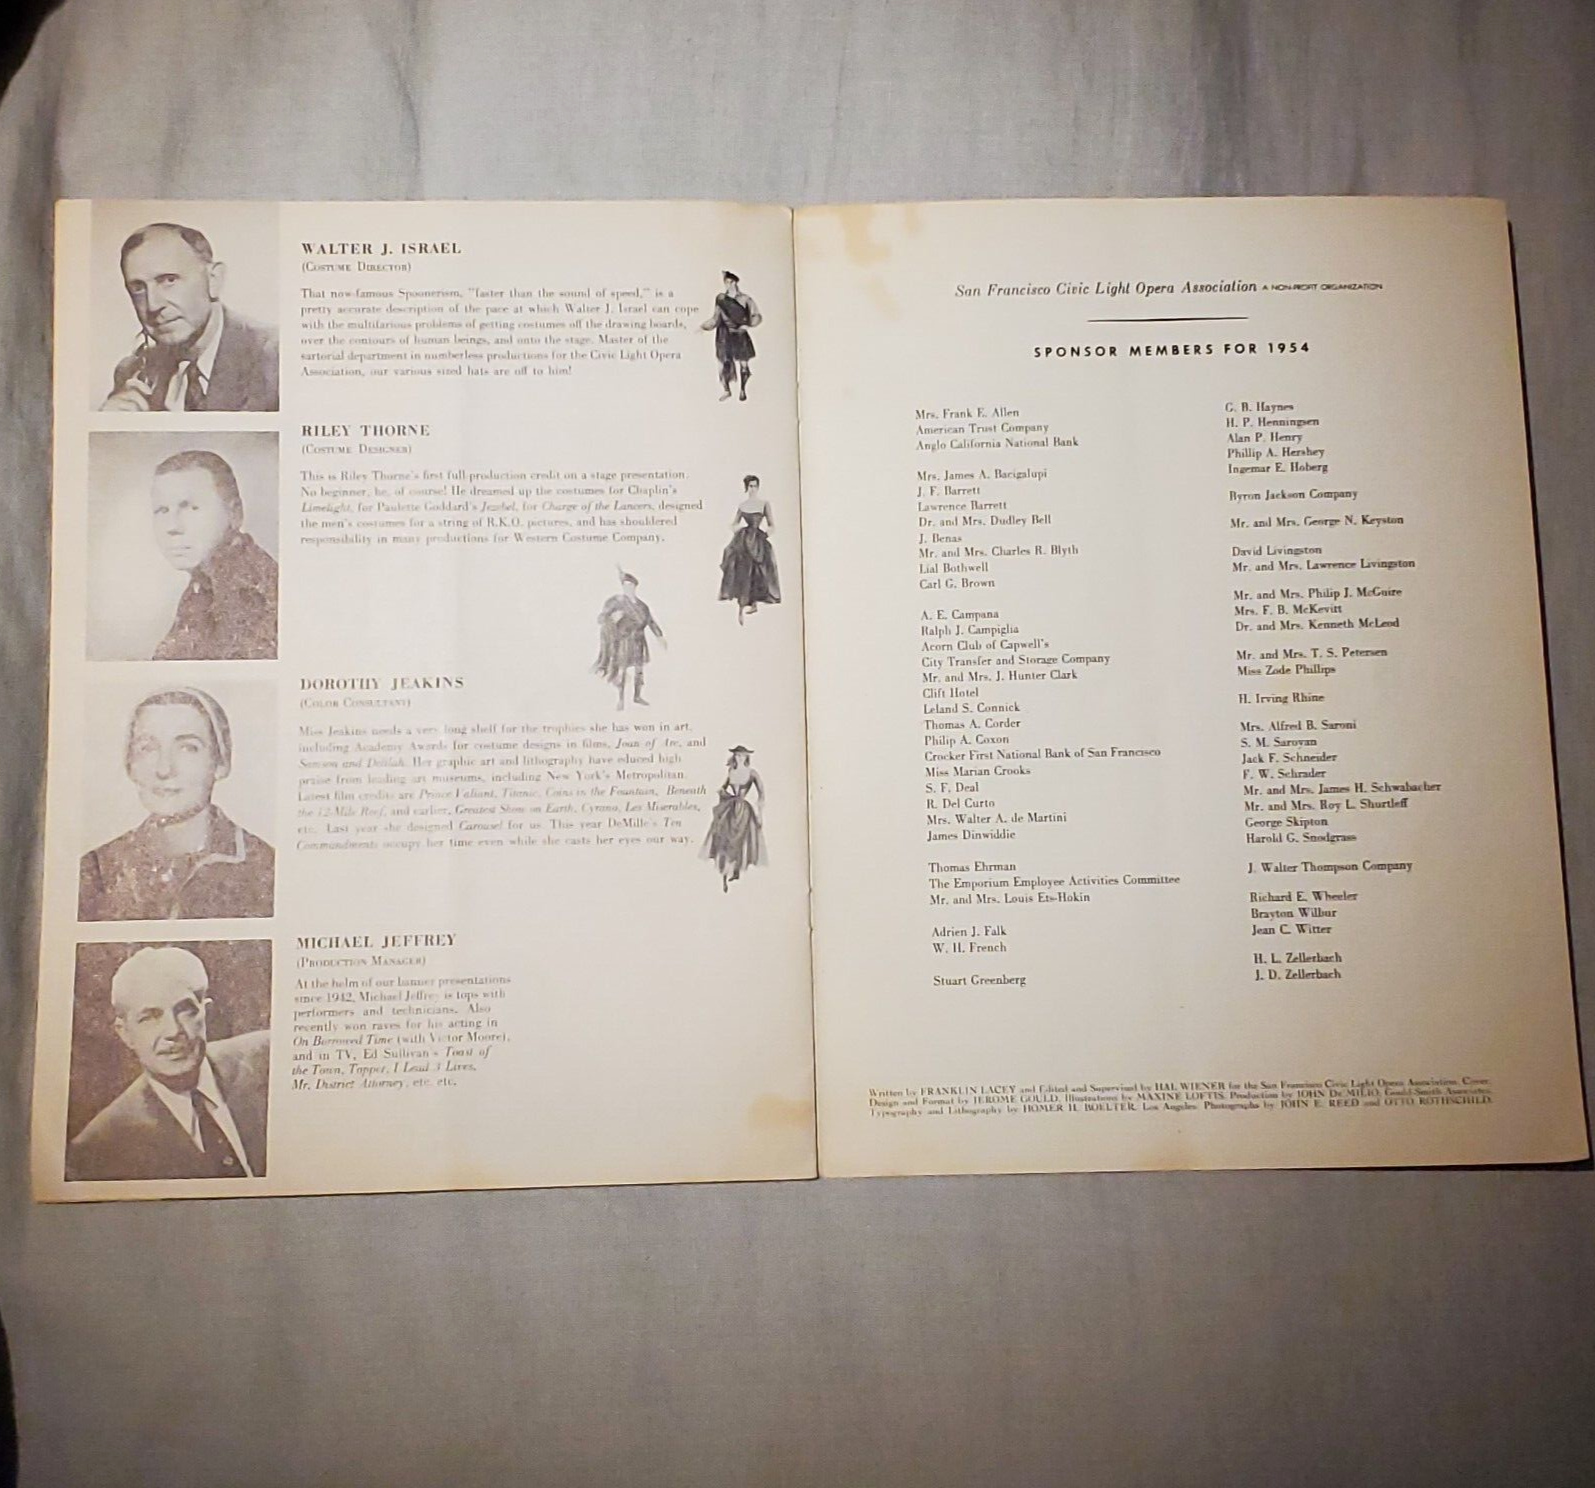 WALTER J. ISRAEL
(COSTUME DIRECTOR)
That now-famous Spoonerism, "faster than the sound of speed," is a
pretty accurate description of the pace at which Walter J. Israel can cope
with the multifarious problems of getting costumes off the drawing boards,
over the contours of human beings, and onto the stage. Master of the
sartorial department in numberless productions for the Civic Light Opera
Association, our various sized hats are off to him!
RILEY THORNE
(COSTUME DESIGNER)
This is Riley Thorne's first full production credit on a stage presentation.
No beginner, he, of course! He dreamed up the costumes for Chaplin's
Limelight, for Paulette Goddard's Jezebel, for Charge of the Lancers, designed
the men's costumes for a string of R.K.O. pictures, and has shouldered
responsibility in many productions for Western Costume Company.
DOROTHY JEAKINS
(COLOR CONSULTANT)
Miss Jeakins needs a very long shelf for the trophies she has won in art,
including Academy Awards for costume designs in films, Joan of Arc, and
Samson and Delilah. Her graphic art and lithography have educed high
praise from leading art museums, including New York's Metropolitan.
Latest film credits are Prince Valiant, Titanic, Coins in the Fountain, Beneath
the 12-Mile Reef, and earlier, Greatest Show on Earth, Cyrano, Les Miserables,
etc. Last year she designed Carousel for us. This year DeMille's Ten
Commandments occupy her time even while she casts her eyes our way.
MICHAEL JEFFREY
(PRODUCTION MANAGER)
At the helm of our banner presentations
since 1942, Michael Jeffrey is tops with
performers and technicians. Also
recently won raves for his acting in
On Borrowed Time (with Victor Moore),
and in TV, Ed Sullivan's Toast of
the Town, Topper, I Lead 3 Lives,
Mr. District Attorney, etc. etc.
San Francisco Civic Light Opera Association A NON-PROFIT ORGANIZATION
SPONSOR MEMBERS FOR 1954
Mrs. Frank E. Allen
American Trust Company
Anglo California National Bank
Mrs. James A. Bacigalupi
J. F. Barrett
Lawrence Barrett
Dr. and Mrs. Dudley Bell
J. Benas
Mr. and Mrs. Charles R. Blyth
Lial Bothwell
Carl G. Brown
A. E. Campana
Ralph J. Campiglia
Acorn Club of Capwell's
City Transfer and Storage Company
Mr. and Mrs. J. Hunter Clark
Clift Hotel
Leland S. Connick
Thomas A. Corder
Philip A. Coxon
Crocker First National Bank of San Francisco
Miss Marian Crooks
S. F. Deal
R. Del Curto
Mrs. Walter A. de Martini
James Dinwiddie
Thomas Ehrman
The Emporium Employee Activities Committee
Mr. and Mrs. Louis Ets-Hokin
Adrien J. Falk
W. H. French
Stuart Greenberg
G. B. Haynes
H. P. Henningsen
Alan P. Henry
Phillip A. Hershey
Ingemar E. Hoberg
Byron Jackson Company
Mr. and Mrs. George N. Keyston
David Livingston
Mr. and Mrs. Lawrence Livingston
Mr. and Mrs. Philip J. McGuire
Mrs. F. B. McKevitt
Dr. and Mrs. Kenneth McLeod
Mr. and Mrs. T. S. Petersen
Miss Zode Phillips
H. Irving Rhine
Mrs. Alfred B. Saroni
S. M. Saroyan
Jack F. Schneider
F. W. Schrader
Mr. and Mrs. James H. Schwabacher
Mr. and Mrs. Roy L. Shurtleff
George Skipton
Harold G. Snodgrass
J. Walter Thompson Company
Richard E. Wheeler
Brayton Wilbur
Jean C. Witter
H. L. Zellerbach
J. D. Zellerbach
Written by FRANKLIN LACEY and Edited and Supervised by HAL WIENER for the San Francisco Civic Light Opera Association. Cover,
Design and Format by JEROME GOULD. Illustrations by MAXINE LOFTIS. Production by JOHN DeMILIO, Gould-Smith Associates.
Typography and Lithography by HOMER H. BOELTER, Los Angeles. Photographs by JOHN E. REED and OTTO ROTHSCHILD.